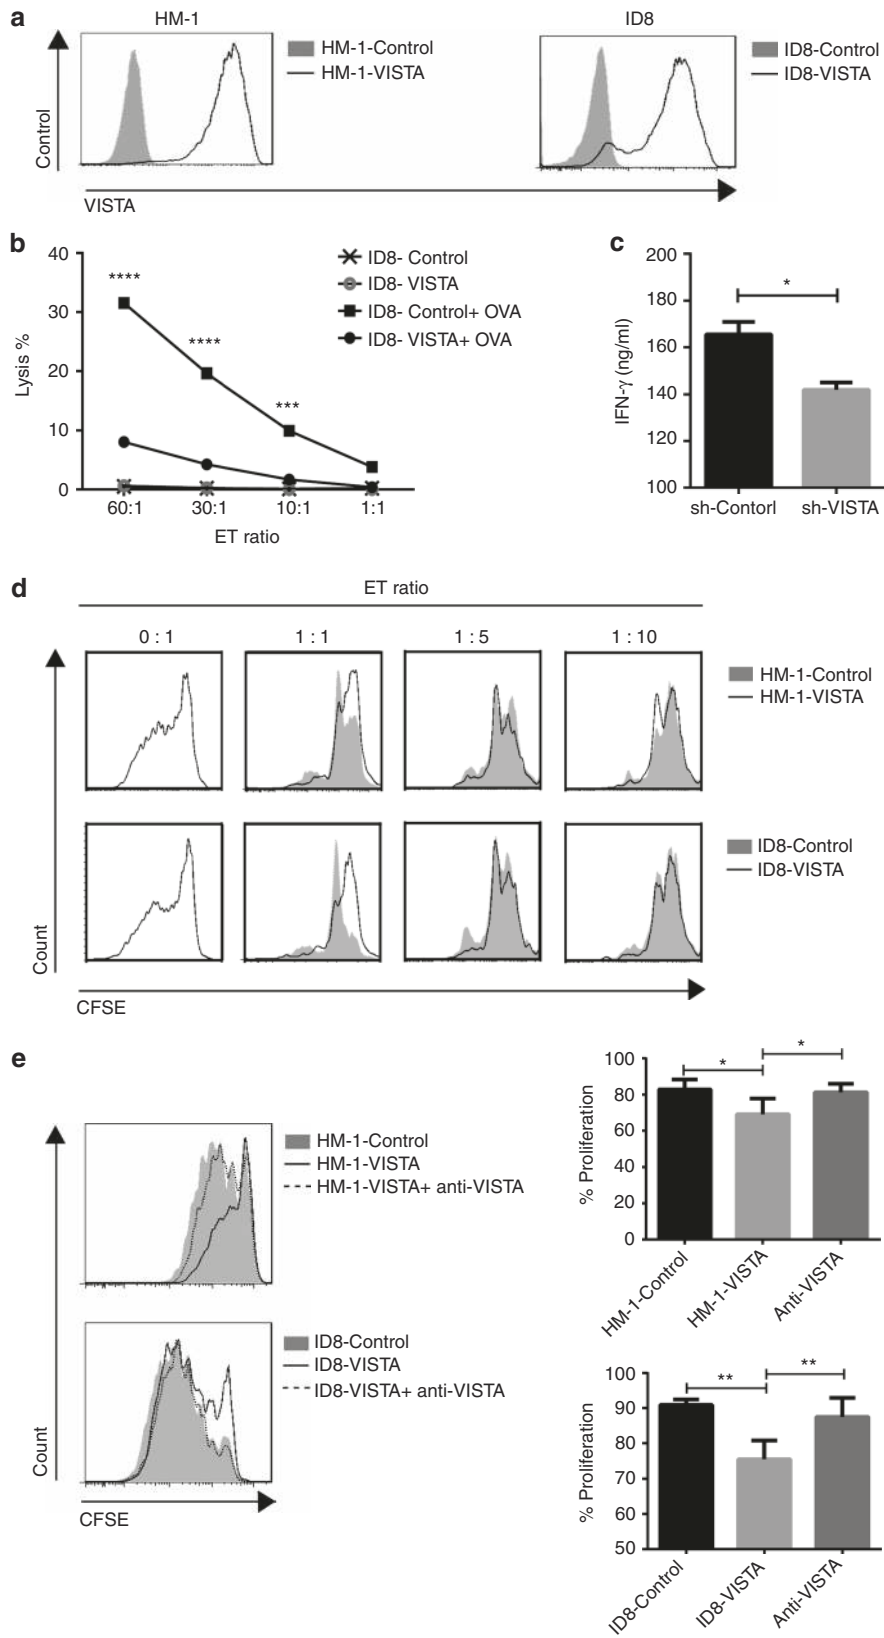 a
HM-1
HM-1-Control
HM-1-VISTA
ID8
ID8-Control
ID8-VISTA
Control
VISTA
b
40
30
20
10
0
Lysis %
****
****
***
60:1
30:1
10:1
1:1
ET ratio
ID8- Control
ID8- VISTA
ID8- Control+ OVA
ID8- VISTA+ OVA
c
200
180
160
140
120
100
IFN-γ (ng/ml)
*
sh-Contorl
sh-VISTA
d
ET ratio
0 : 1
1 : 1
1 : 5
1 : 10
HM-1-Control
HM-1-VISTA
ID8-Control
ID8-VISTA
Count
CFSE
e
HM-1-Control
HM-1-VISTA
HM-1-VISTA+ anti-VISTA
ID8-Control
ID8-VISTA
ID8-VISTA+ anti-VISTA
Count
CFSE
100
80
60
40
20
0
% Proliferation
*
*
HM-1-Control
HM-1-VISTA
Anti-VISTA
100
90
80
70
60
50
% Proliferation
**
**
ID8-Control
ID8-VISTA
Anti-VISTA